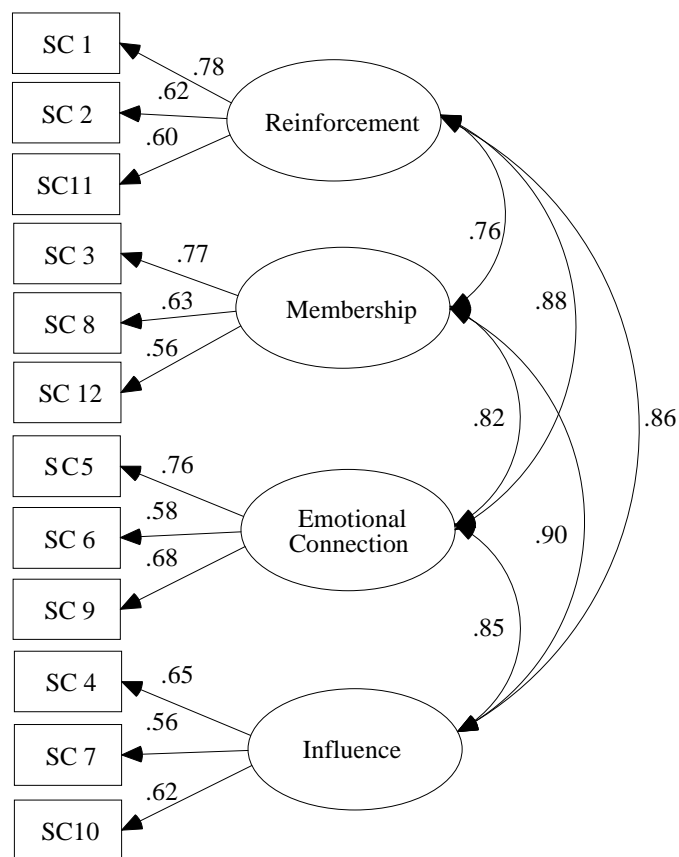 SC 1
.78
SC 2
.62
Reinforcement
.60
SC11
SC 3
.77
.76
SC 8
.63
Membership
.88
.56
SC 12
.82
.86
SC5
.76
.58
Emotional
Connection
SC 6
.68
.90
SC 9
.85
SC 4
.65
.56
SC 7
Influence
.62
SC10